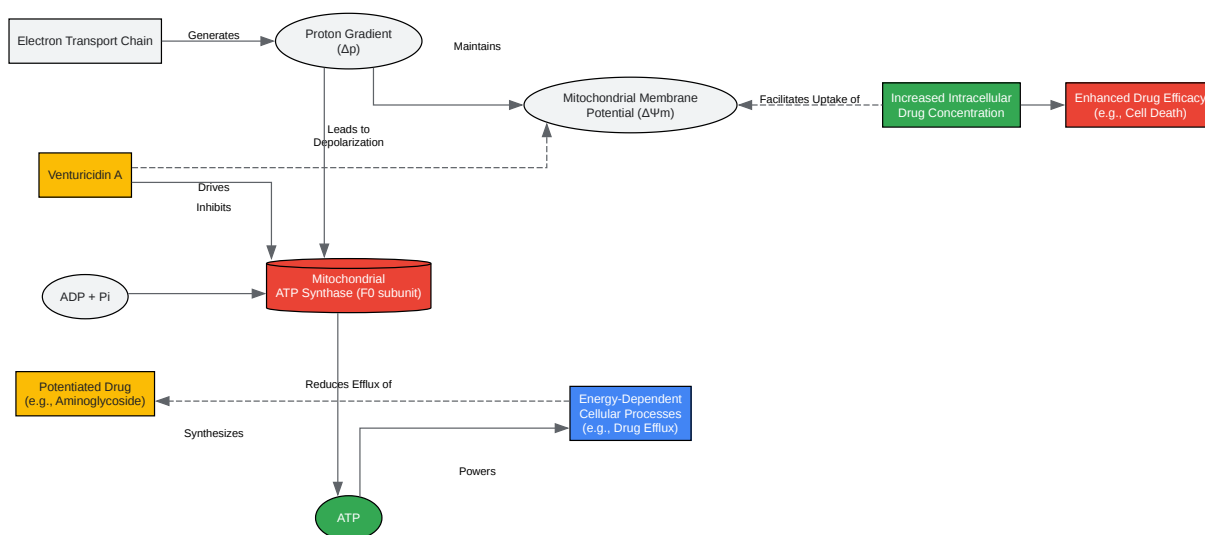 Electron Transport Chain
Generates
Proton Gradient
(Δp)
Maintains
Mitochondrial Membrane
Potential (ΔΨm)
Facilitates Uptake of
Increased Intracellular
Drug Concentration
Enhanced Drug Efficacy
(e.g., Cell Death)
Leads to
Depolarization
Venturicidin A
Drives
Inhibits
Mitochondrial
ATP Synthase (F0 subunit)
ADP + Pi
Potentiated Drug
(e.g., Aminoglycoside)
Reduces Efflux of
Energy-Dependent
Cellular Processes
(e.g., Drug Efflux)
Synthesizes
Powers
ATP